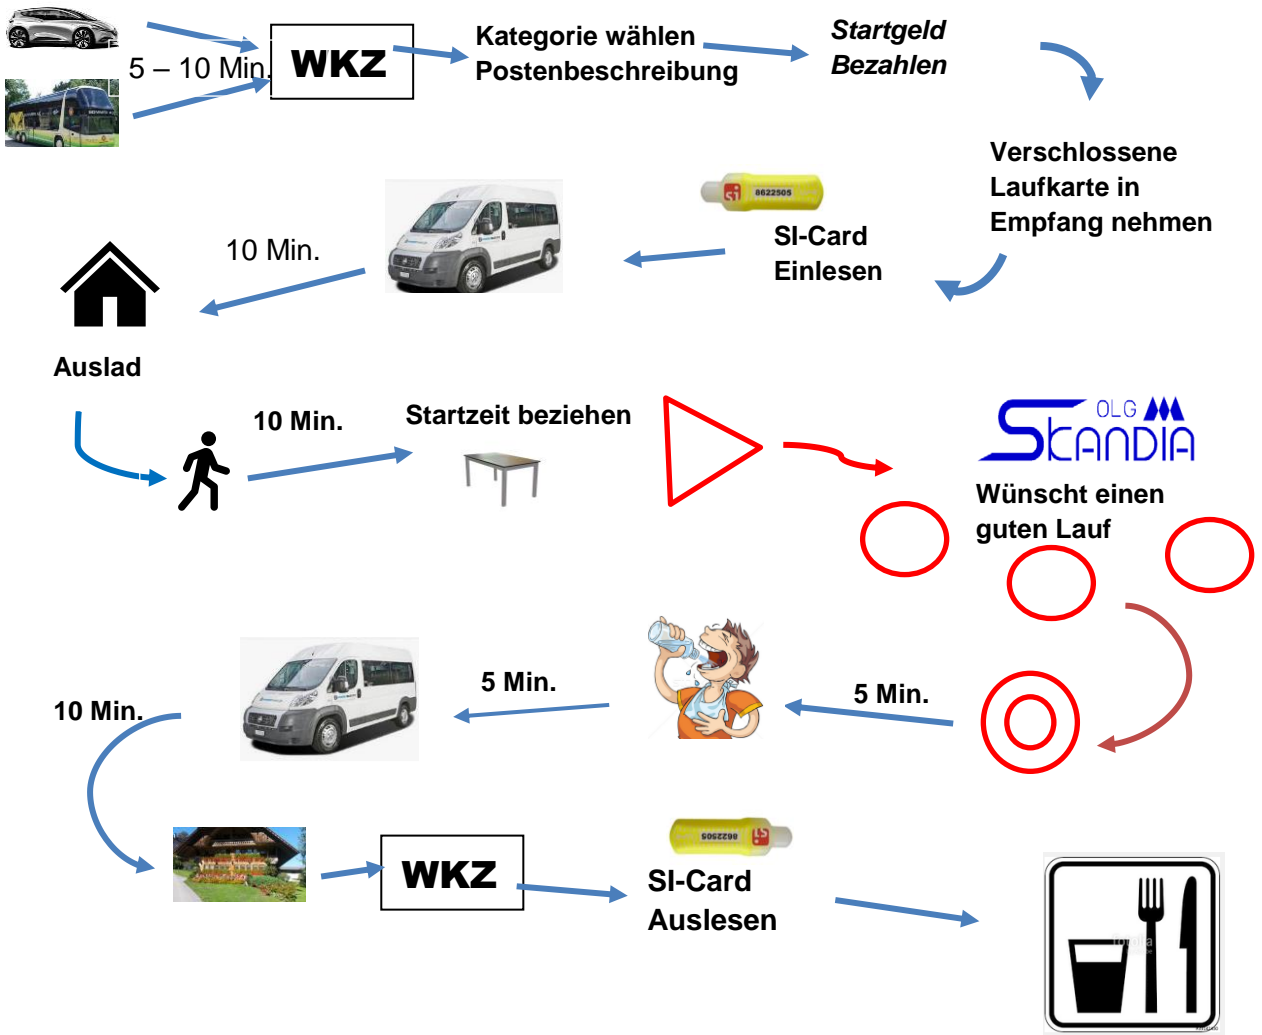 5 – 10 Min.
WKZ
Kategorie wählen
Postenbeschreibung
Startgeld
Bezahlen
Verschlossene
Laufkarte in
Empfang nehmen
8622505
SI-Card
Einlesen
10 Min.
Auslad
10 Min.
Startzeit beziehen
OLG
SKANDIA
Wünscht einen
guten Lauf
5 Min.
5 Min.
10 Min.
WKZ
8622505
SI-Card
Auslesen